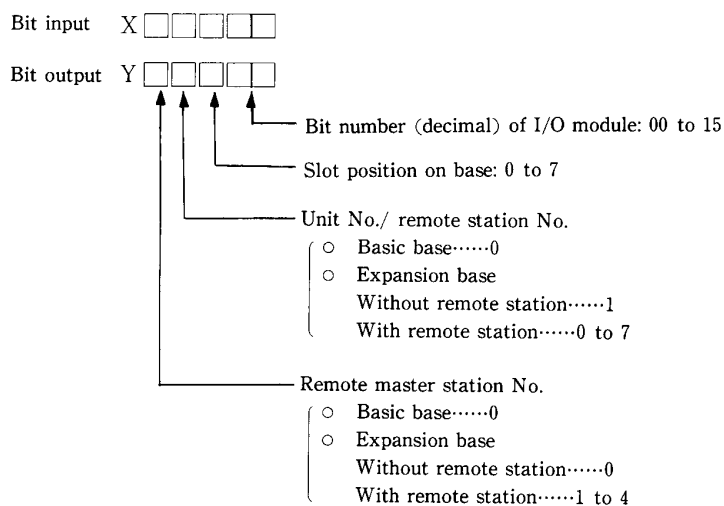 Bit input X
Bit output Y
Bit number (decimal) of I/O module: 00 to 15
Slot position on base: 0 to 7
Unit No./ remote station No.
○ Basic base⋯⋯0
○ Expansion base
Without remote station⋯⋯1
With remote station⋯⋯0 to 7
Remote master station No.
○ Basic base⋯⋯0
○ Expansion base
Without remote station⋯⋯0
With remote station⋯⋯1 to 4